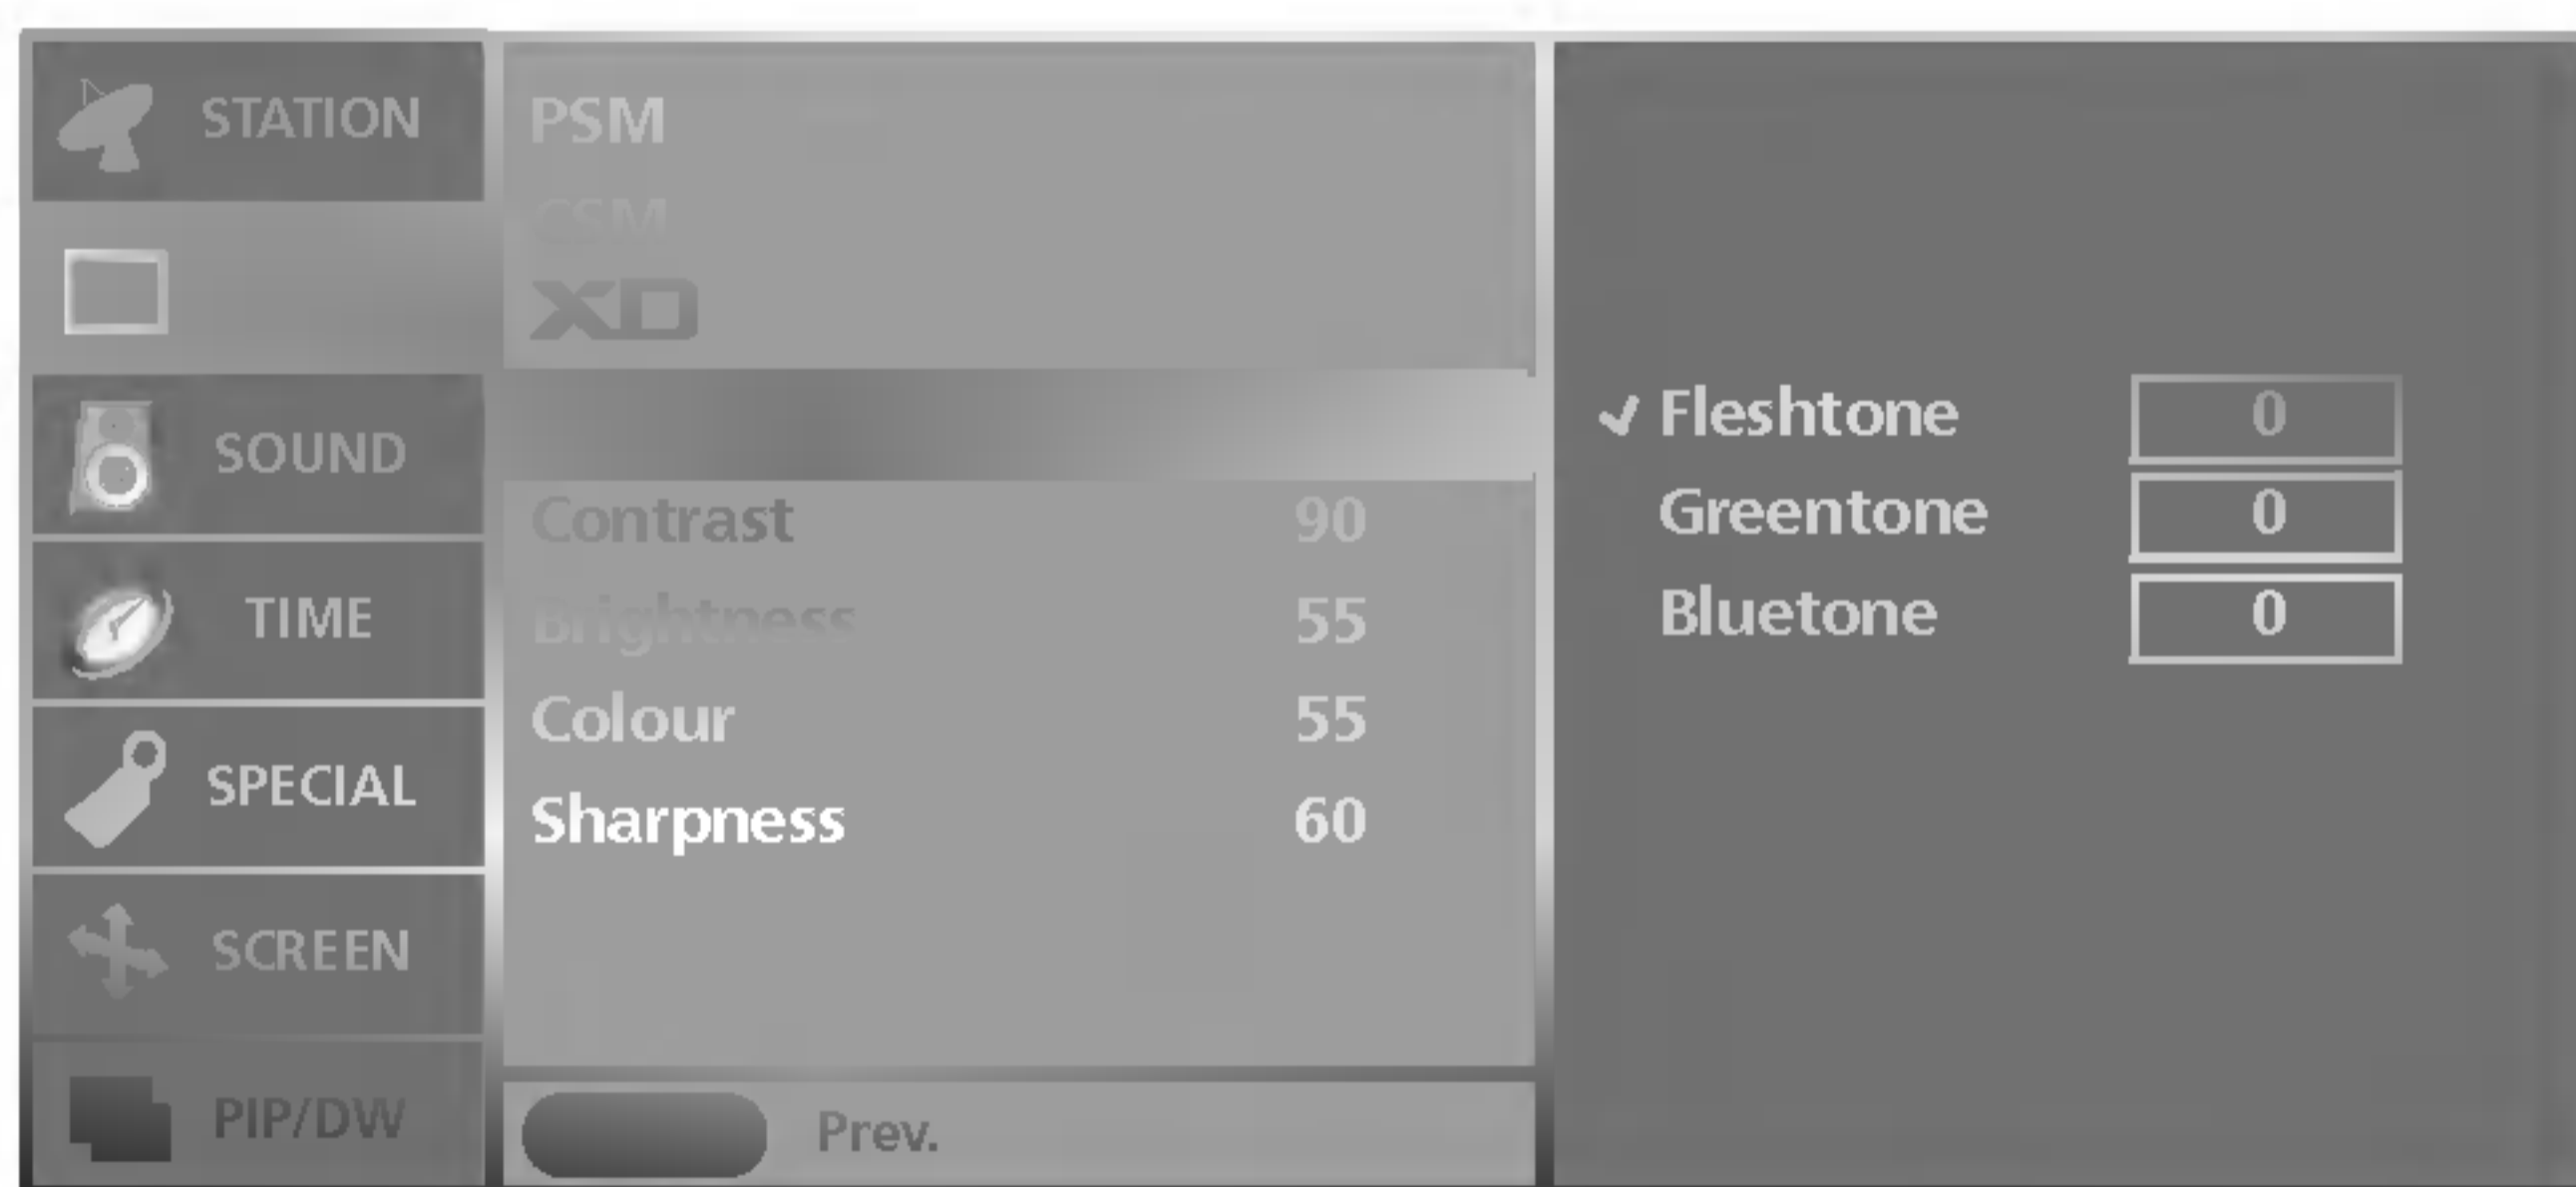 STATION
SOUND
TIME
SPECIAL
SCREEN
PIP/DW
PSM
CSM
XD
Contrast 90
Brightness 55
Colour 55
Sharpness 60
Prev.
✓ Fleshtone 0
Greentone 0
Bluetone 0